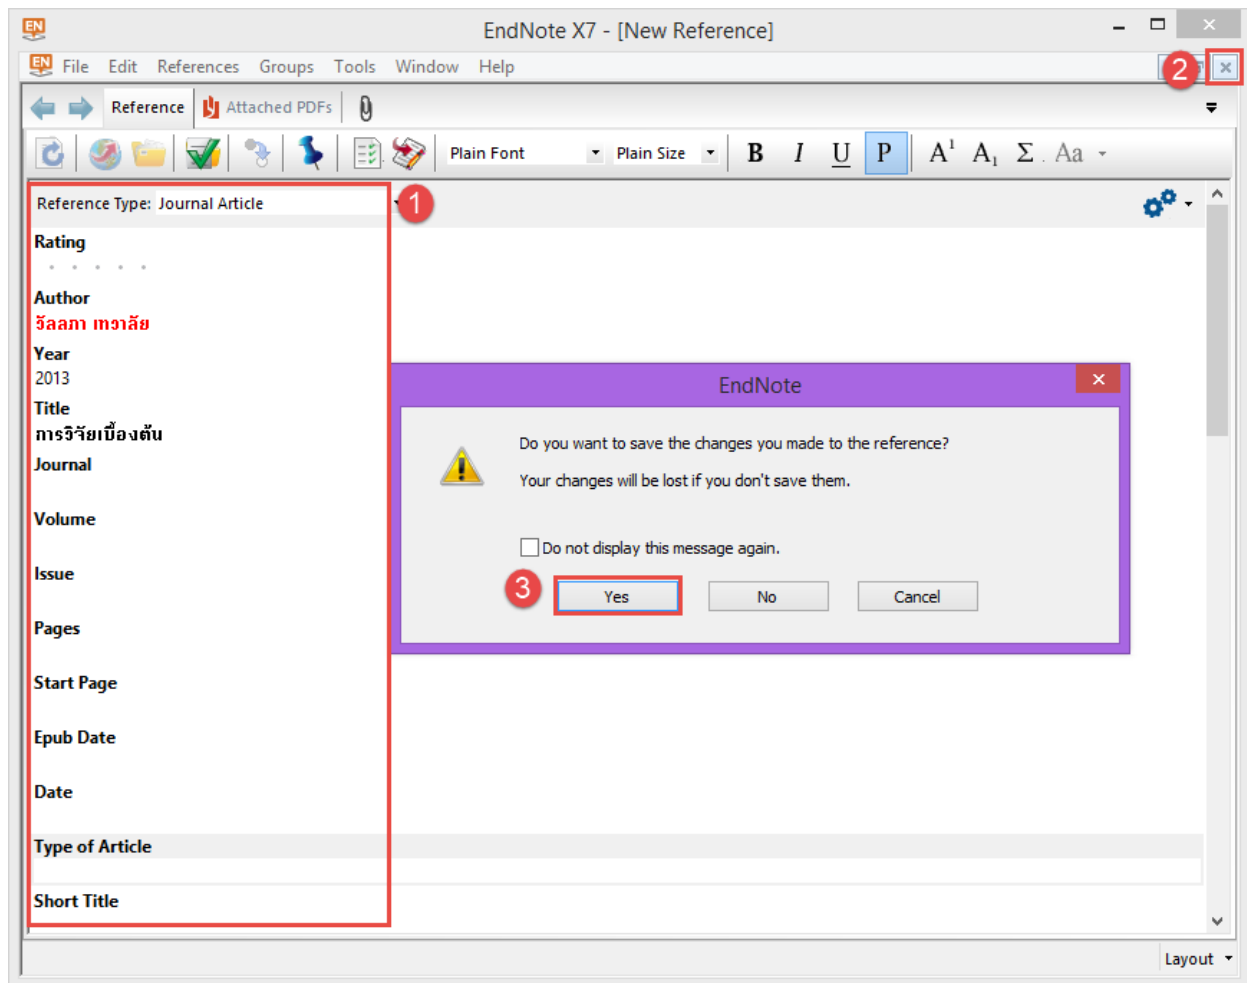 EN
EndNote X7 - [New Reference]
EN File Edit References Groups Tools Window Help
2
Reference Attached PDFs
Plain Font Plain Size B I U P A¹ A₁ Σ Aa
Reference Type: Journal Article
1
Rating
Author
วัลลภา เทวาลัย
Year
2013
Title
การวิจัยเบื้องต้น
Journal
Volume
Issue
Pages
Start Page
Epub Date
Date
Type of Article
Short Title
EndNote
Do you want to save the changes you made to the reference?
Your changes will be lost if you don't save them.
Do not display this message again.
3
Yes No Cancel
Layout